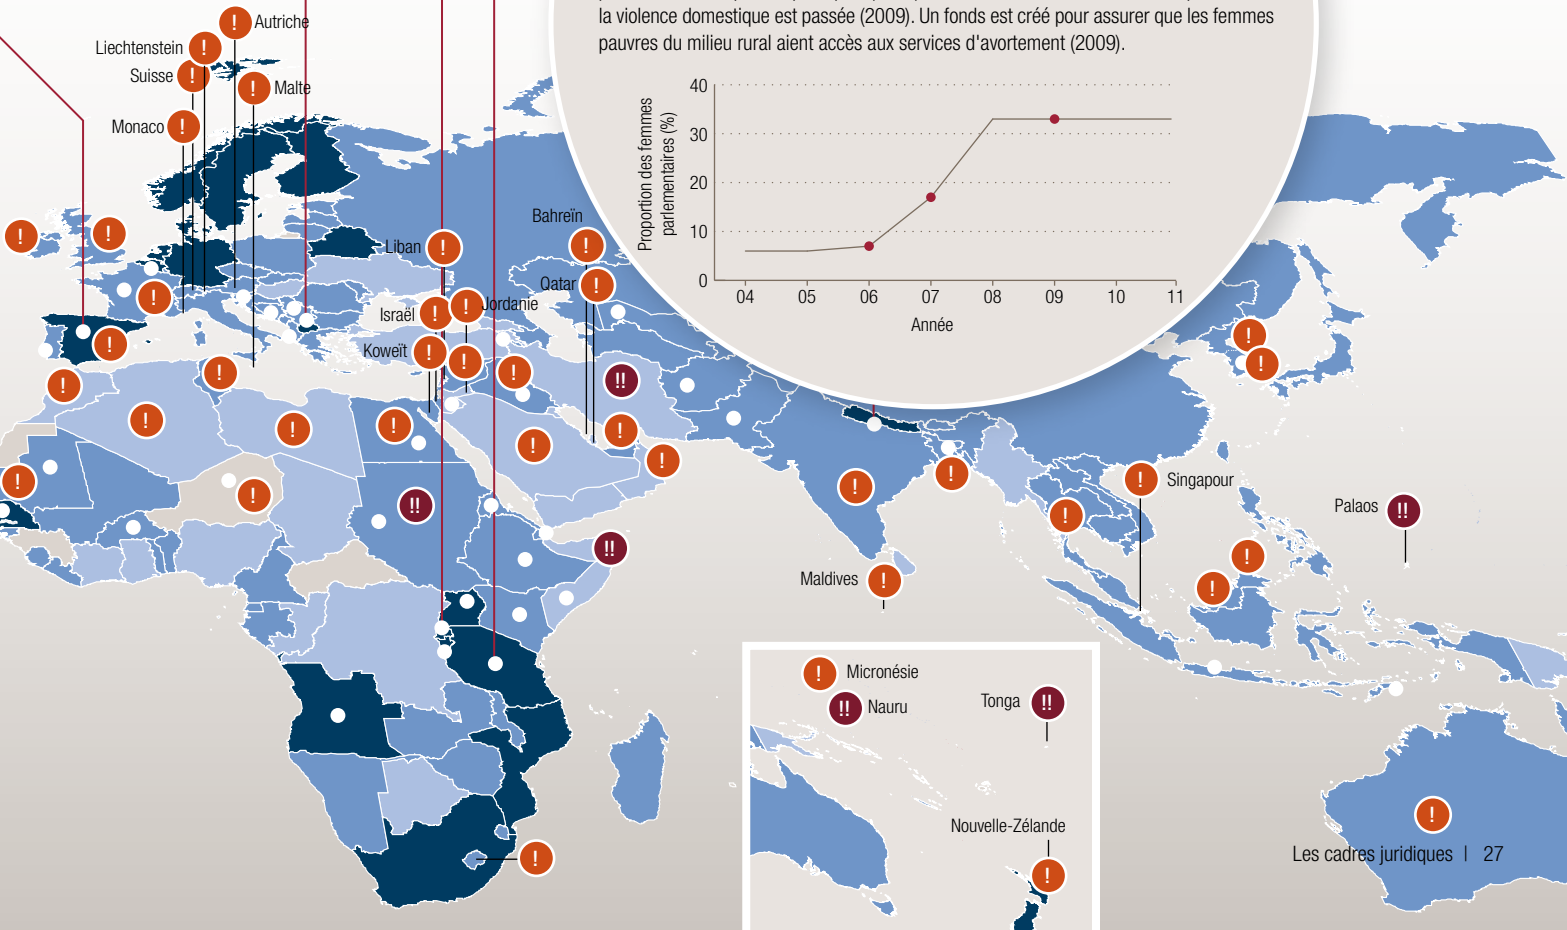 la violence domestique est passée (2009). Un fonds est créé pour assurer que les femmes
pauvres du milieu rural aient accès aux services d'avortement (2009).
Proportion des femmes
parlementaires (%)
40
30
20
10
0
04 05 06 07 08 09 10 11
Année
Autriche
Liechtenstein
Suisse
Malte
Monaco
Bahreïn
Liban
Qatar
Israël
Jordanie
Koweït
Singapour
Palaos
Maldives
Micronésie
Nauru
Tonga
Nouvelle-Zélande
Les cadres juridiques | 27